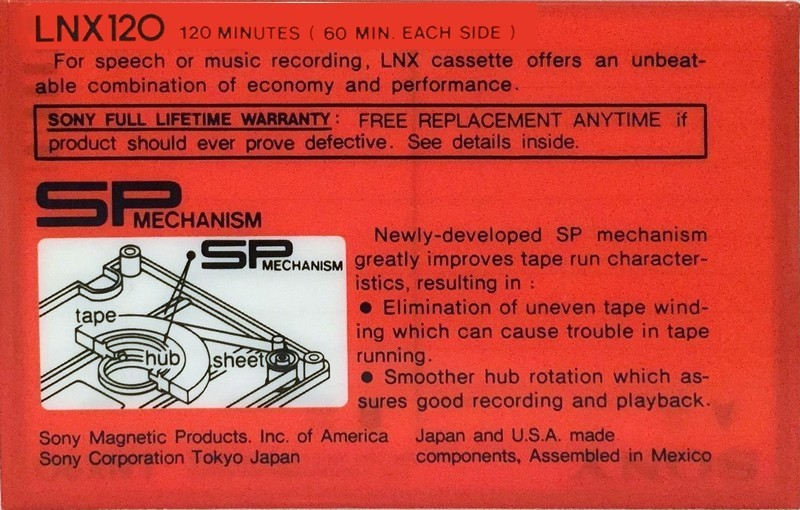 LNX120 120 MINUTES ( 60 MIN. EACH SIDE )
For speech or music recording, LNX cassette offers an unbeat-
able combination of economy and performance.
SONY FULL LIFETIME WARRANTY: FREE REPLACEMENT ANYTIME if
product should ever prove defective. See details inside.
SP MECHANISM
SP MECHANISM
tape
hub
sheet
Newly-developed SP mechanism
greatly improves tape run character-
istics, resulting in :
● Elimination of uneven tape wind-
ing which can cause trouble in tape
running.
● Smoother hub rotation which as-
sures good recording and playback.
Sony Magnetic Products. Inc. of America
Sony Corporation Tokyo Japan
Japan and U.S.A. made
components, Assembled in Mexico